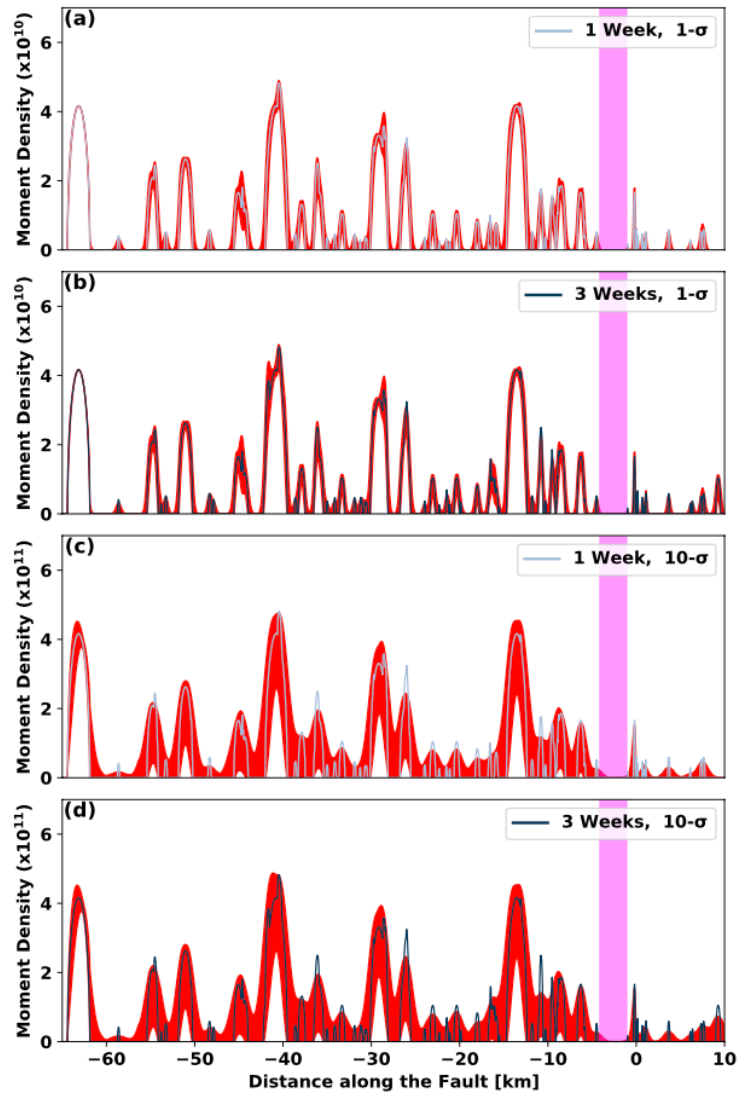 (a)
1 Week, 1-σ
Moment Density (x10¹⁰)
6
4
2
0
(b)
3 Weeks, 1-σ
Moment Density (x10¹⁰)
6
4
2
0
(c)
1 Week, 10-σ
Moment Density (x10¹¹)
6
4
2
0
(d)
3 Weeks, 10-σ
Moment Density (x10¹¹)
6
4
2
0
−60 −50 −40 −30 −20 −10 0 10
Distance along the Fault [km]